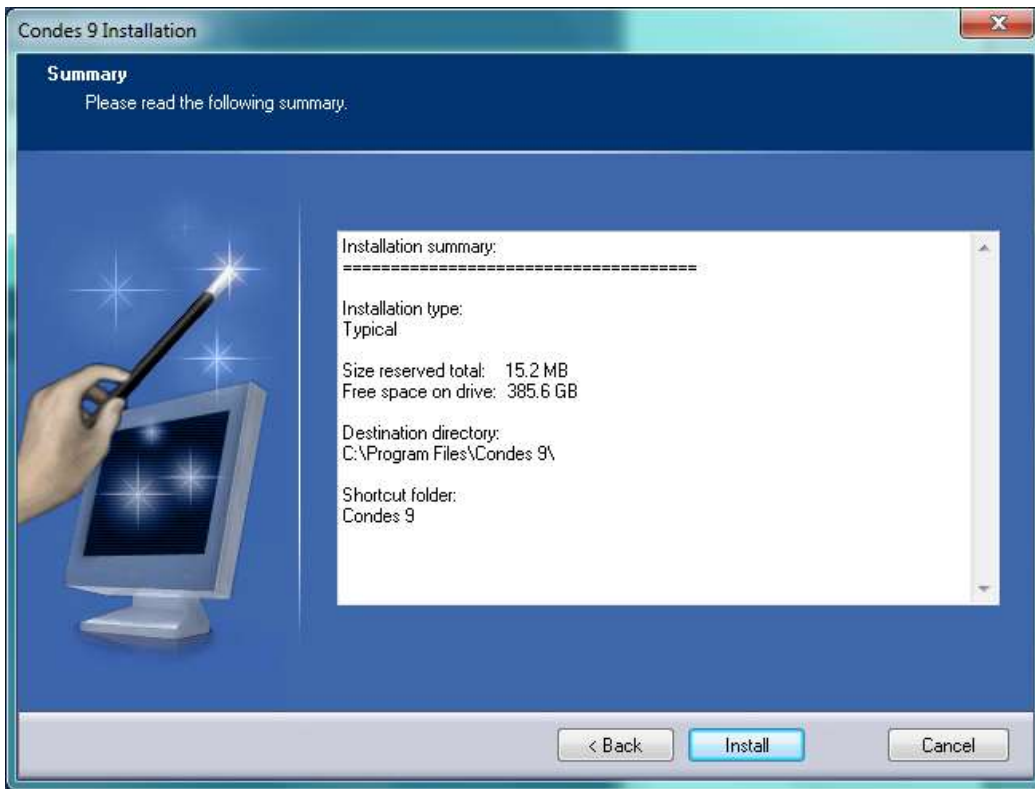 Condes 9 Installation
X
Summary
Please read the following summary.
Installation summary:
=====================================
Installation type:
Typical
Size reserved total: 15.2 MB
Free space on drive: 385.6 GB
Destination directory:
C:\Program Files\Condes 9\
Shortcut folder:
Condes 9
< Back Install Cancel